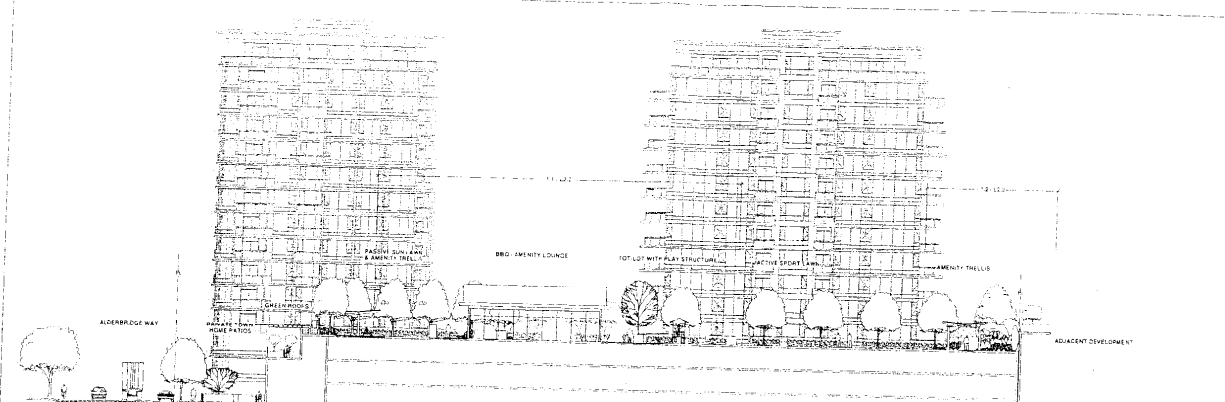 PASSIVE SUN LAWN
& AMENITY TRELLIS
BBQ - AMENITY LOUNGE
TOT LOT WITH PLAY STRUCTURE
ACTIVE SPORT LAWN
AMENITY TRELLIS
GREEN ROOFS
ALDERBRIDGE WAY
PRIVATE TOWN
HOME PATIOS
ADJACENT DEVELOPMENT